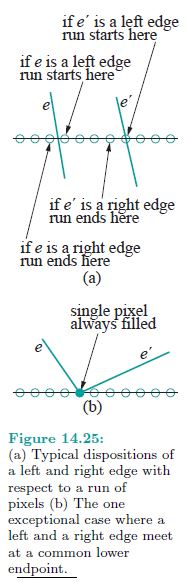 if e′ is a left edge
run starts here
if e is a left edge
run starts here
e
e′
if e′ is a right edge
run ends here
if e is a right edge
run ends here
(a)
single pixel
always filled
e
e′
(b)
Figure 14.25:
(a) Typical dispositions of
a left and right edge with
respect to a run of
pixels (b) The one
exceptional case where a
left and a right edge meet
at a common lower
endpoint.